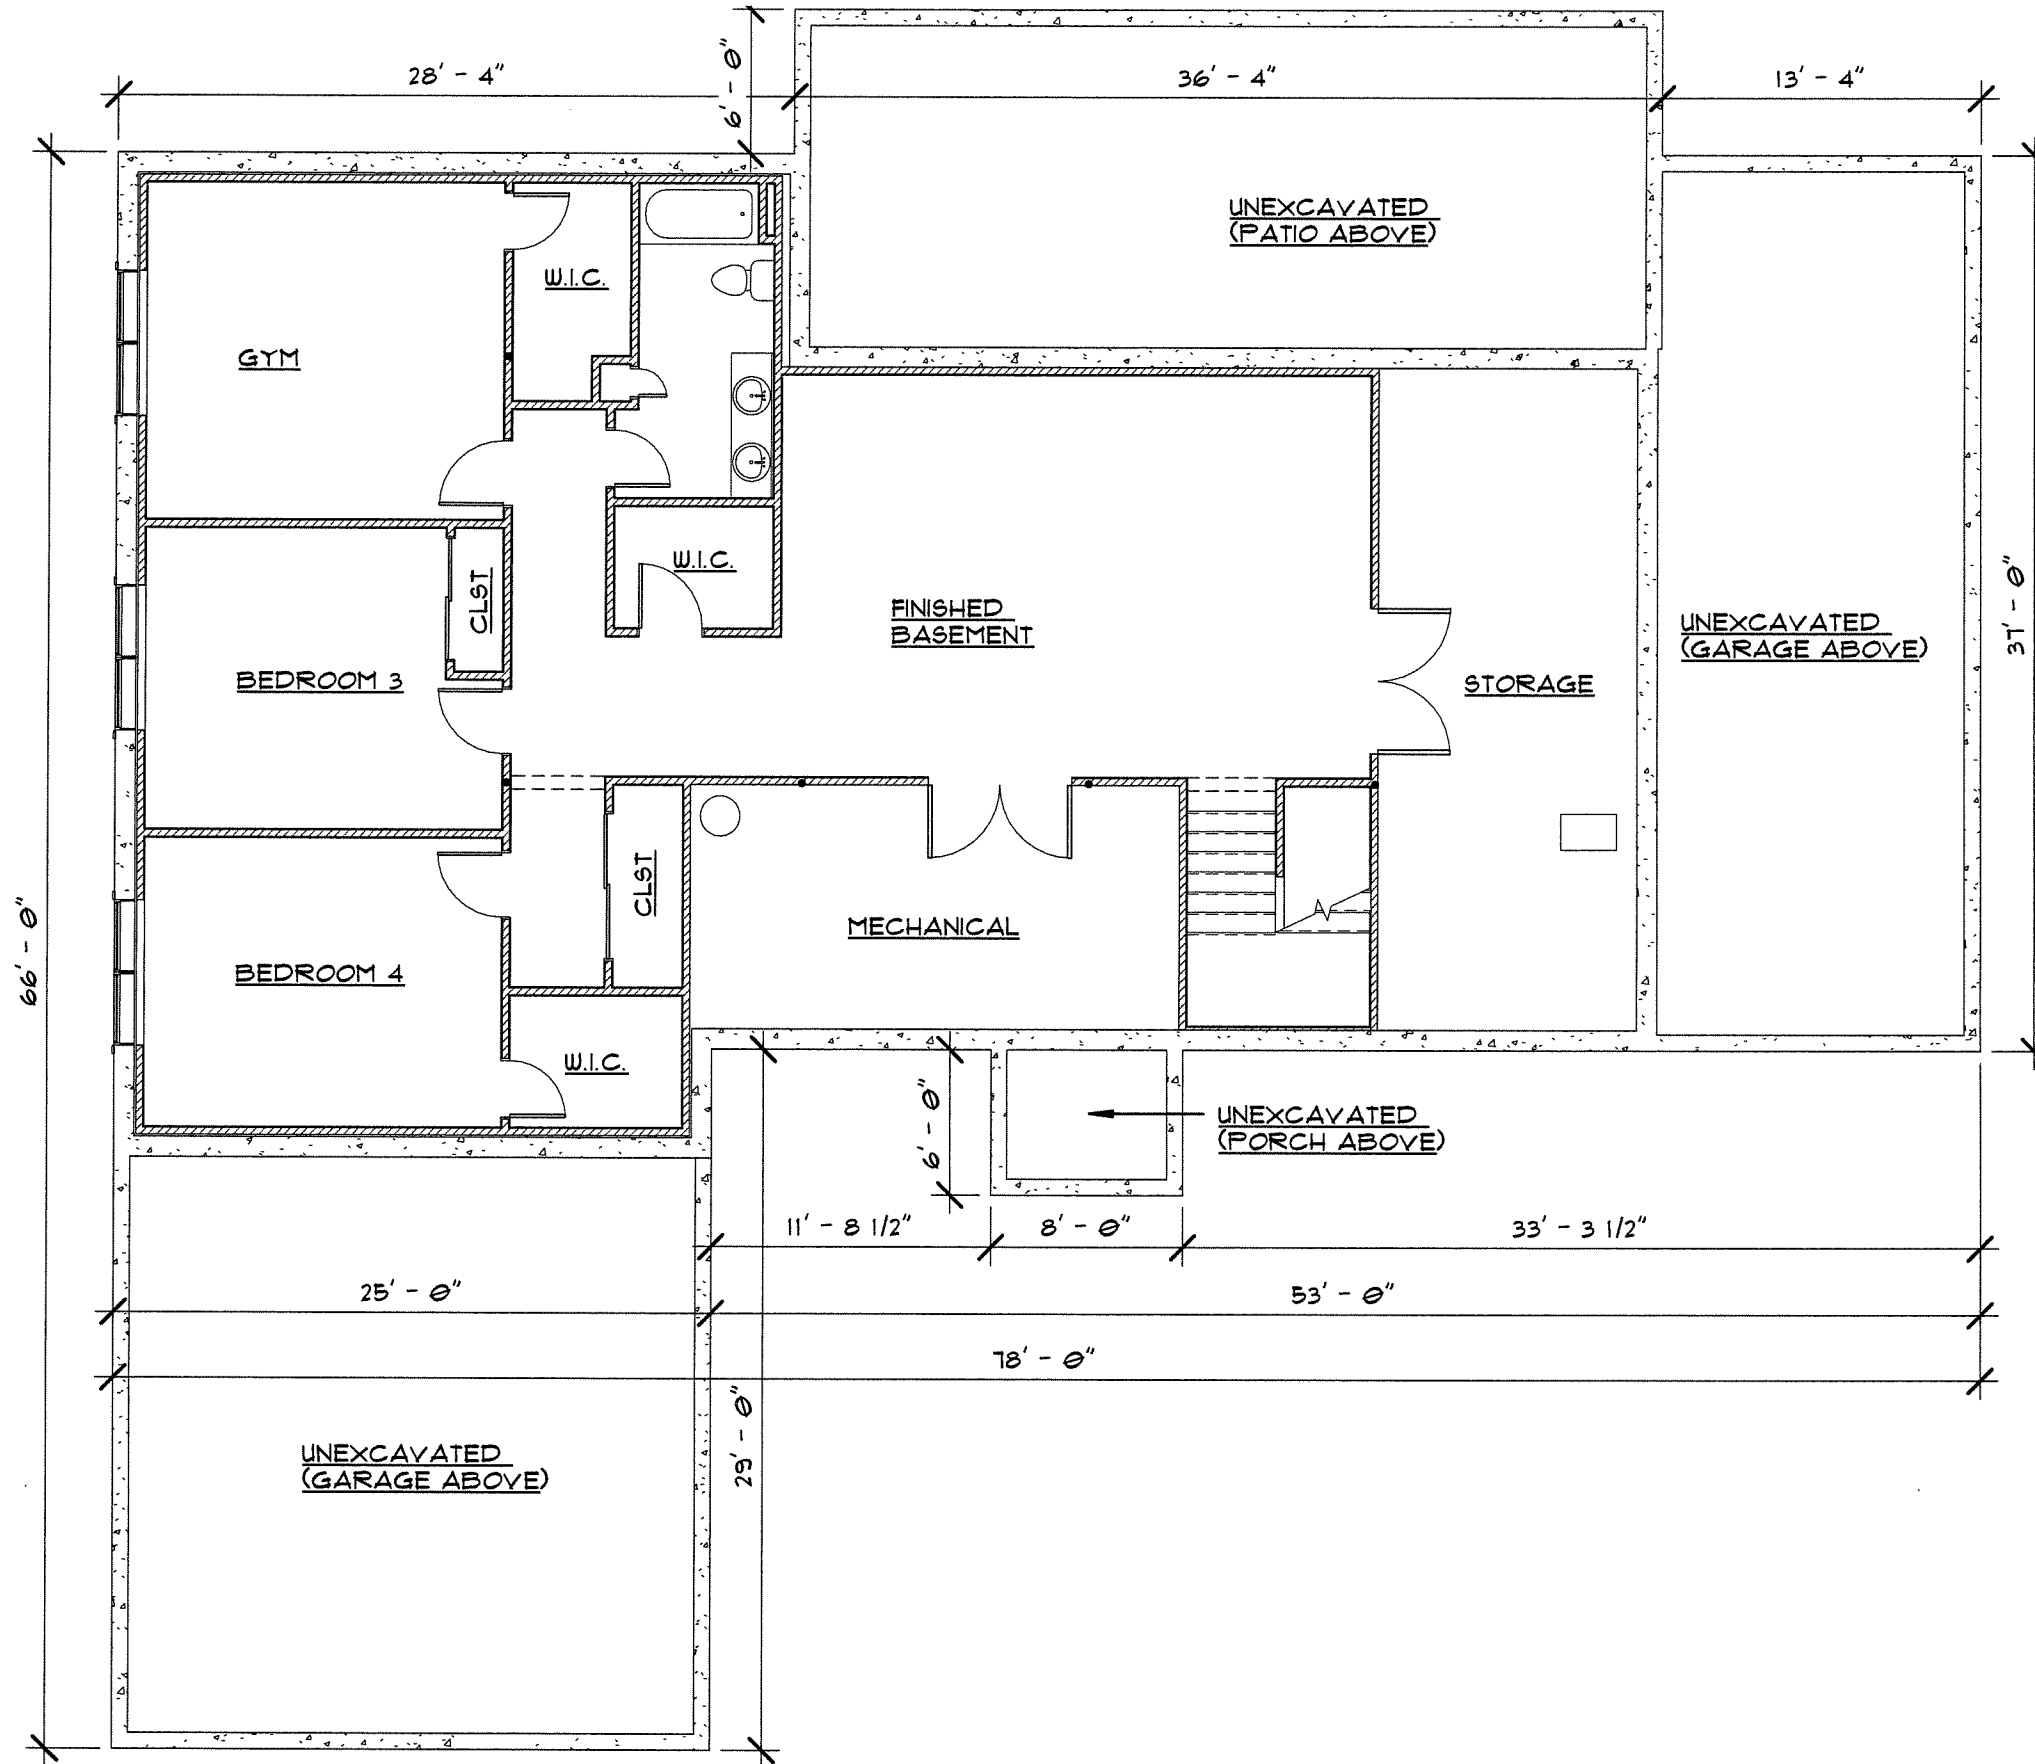 6' - 0"
28' - 4"
36' - 4"
13' - 4"
UNEXCAVATED
(PATIO ABOVE)
W.I.C.
GYM
W.I.C.
CLST
FINISHED
BASEMENT
UNEXCAVATED
(GARAGE ABOVE)
37' - 0"
BEDROOM 3
STORAGE
CLST
MECHANICAL
66' - 0"
BEDROOM 4
W.I.C.
6' - 0"
UNEXCAVATED
(PORCH ABOVE)
11' - 8 1/2"
8' - 0"
33' - 3 1/2"
25' - 0"
53' - 0"
78' - 0"
29' - 0"
UNEXCAVATED
(GARAGE ABOVE)